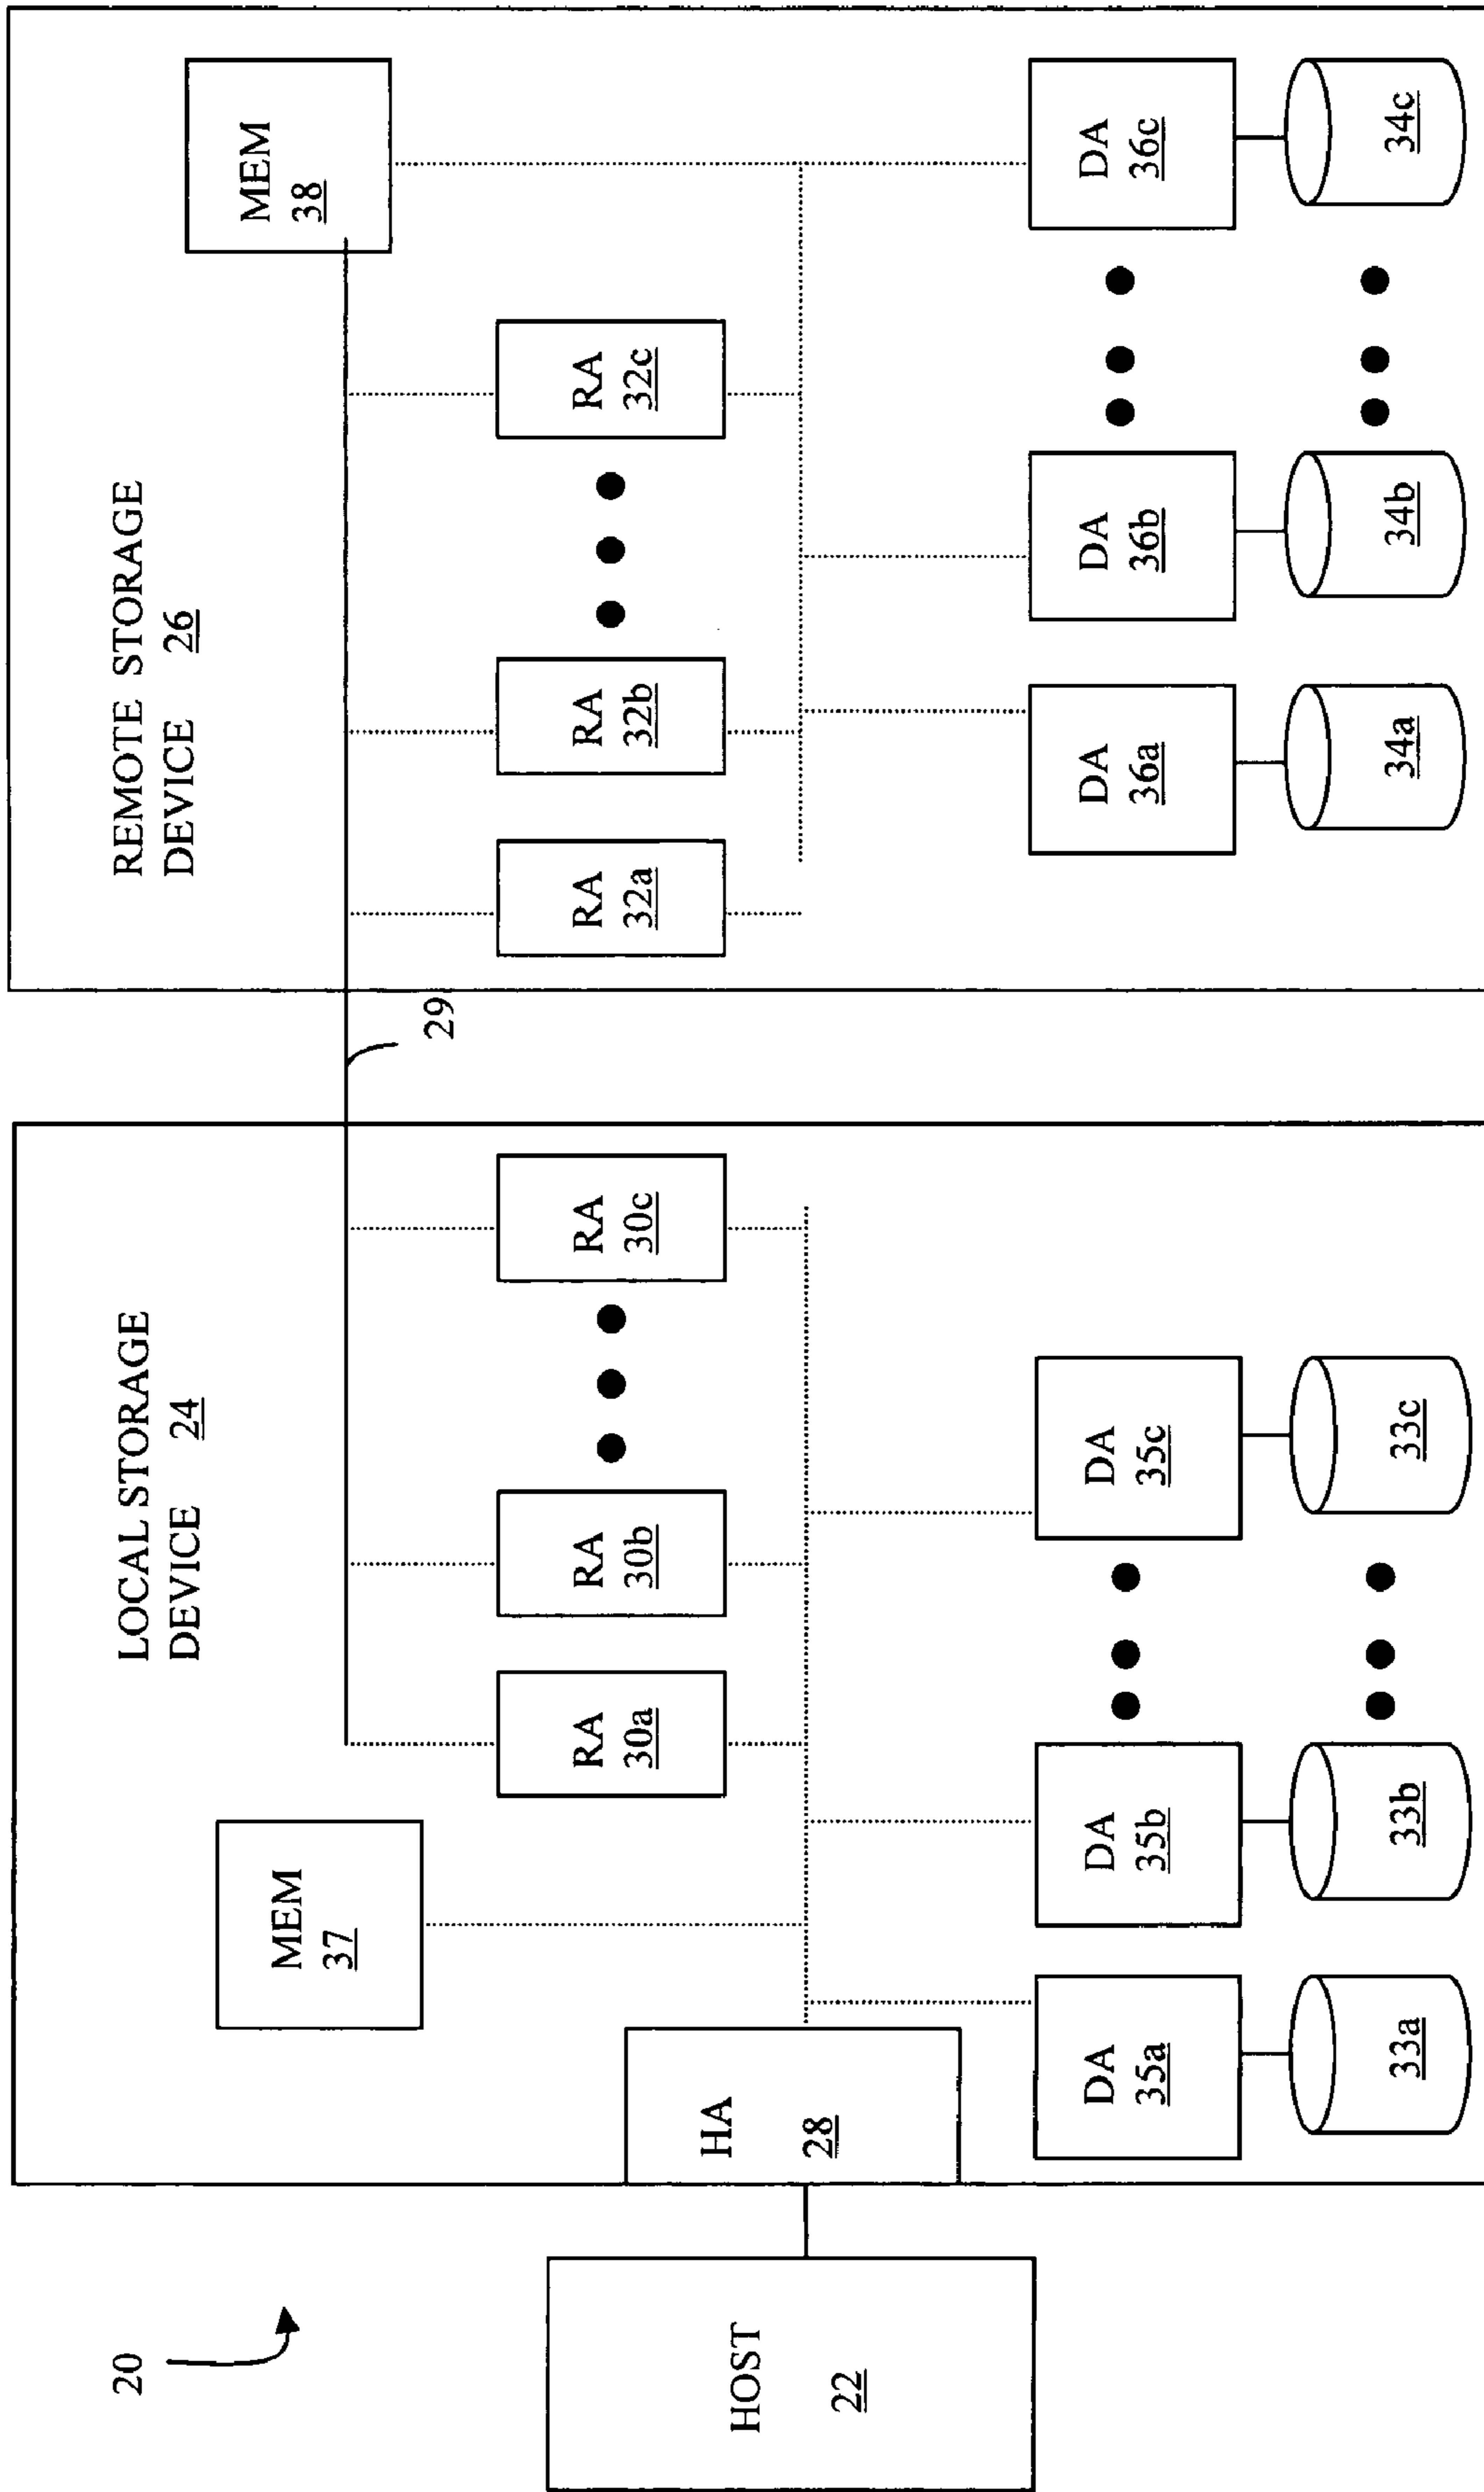 20
HOST
22
LOCAL STORAGE
DEVICE 24
MEM
37
HA
28
RA
30a
RA
30b
RA
30c
DA
35a
DA
35b
DA
35c
33a
33b
33c
29
REMOTE STORAGE
DEVICE 26
MEM
38
RA
32a
RA
32b
RA
32c
DA
36a
DA
36b
DA
36c
34a
34b
34c